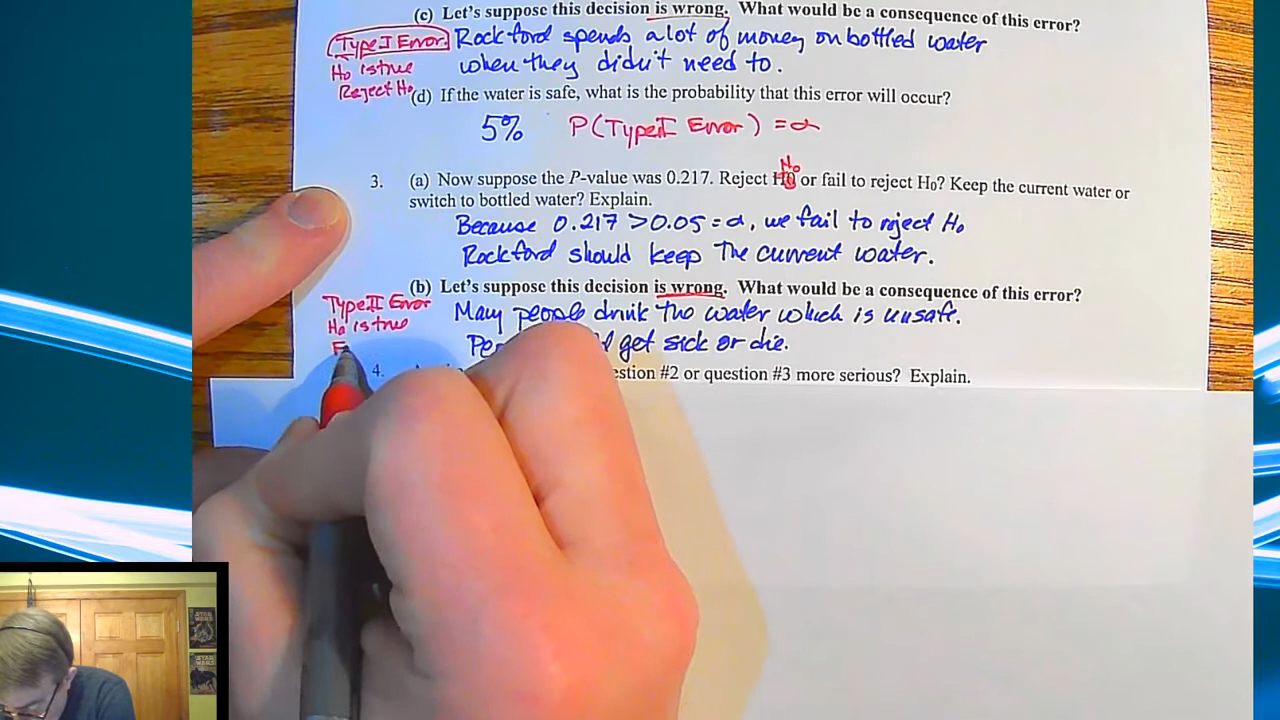 (c) Let's suppose this decision is wrong. What would be a consequence of this error?
Type I Error. Rockford spends a lot of money on bottled water
H₀ is true when they didn't need to.
Reject H₀
(d) If the water is safe, what is the probability that this error will occur?
5% P(Type I Error) = α
H₀
3. (a) Now suppose the P-value was 0.217. Reject H0 or fail to reject H₀? Keep the current water or
switch to bottled water? Explain.
Because 0.217 > 0.05 = α, we fail to reject H₀
Rockford should keep the current water.
(b) Let's suppose this decision is wrong. What would be a consequence of this error?
Type II Error Many people drink the water which is unsafe.
Hₐ is true
F get sick or die.
4. question #2 or question #3 more serious? Explain.
STAR WARS
STAR WARS